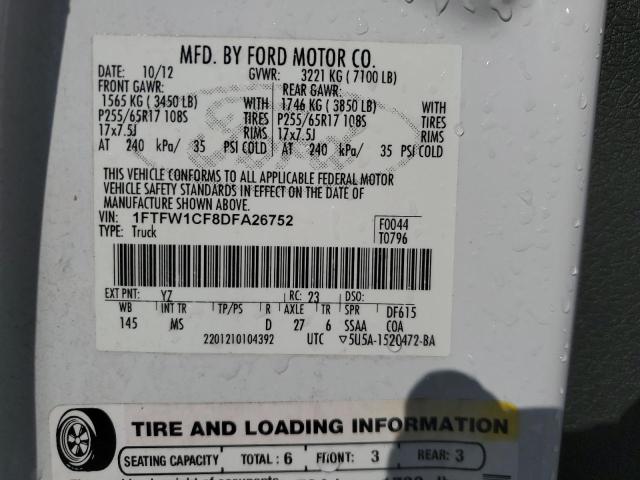 MFD. BY FORD MOTOR CO.
DATE: 10/12 GVWR: 3221 KG ( 7100 LB)
FRONT GAWR: REAR GAWR:
1565 KG ( 3450 LB) WITH 1746 KG ( 3850 LB) WITH
P255/65R17 108S TIRES P255/65R17 108S TIRES
17x7.5J RIMS 17x7.5J RIMS
AT 240 kPa/ 35 PSI COLD AT 240 kPa/ 35 PSI COLD
THIS VEHICLE CONFORMS TO ALL APPLICABLE FEDERAL MOTOR
VEHICLE SAFETY STANDARDS IN EFFECT ON THE DATE OF
MANUFACTURE SHOWN ABOVE.
VIN: 1FTFW1CF8DFA26752 F0044
TYPE: Truck T0796
EXT PNT: YZ RC: 23 DSO:
WB INT TR TP/PS R AXLE TR SPR DF615
145 MS D 27 6 SSAA COA
2201210104392 UTC ▽5U5A-1520472-BA
TIRE AND LOADING INFORMATION
SEATING CAPACITY TOTAL: 6 FRONT: 3 REAR: 3